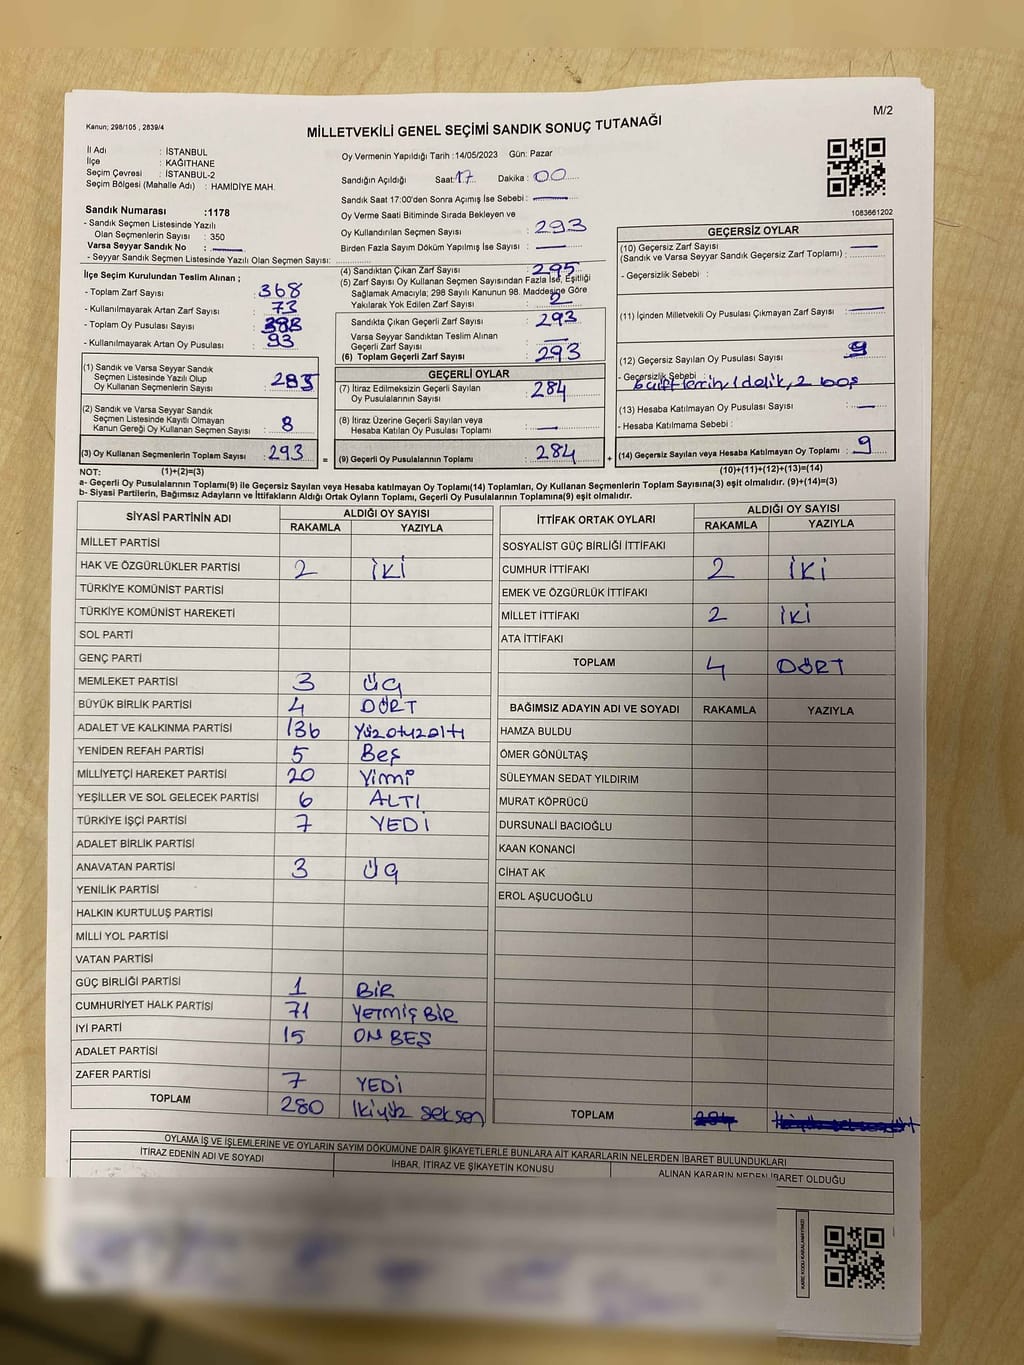 M/2
Kanun; 298/105 , 2839/4
MİLLETVEKİLİ GENEL SEÇİMİ SANDIK SONUÇ TUTANAĞI
İl Adı : İSTANBUL
İlçe : KAĞITHANE
Seçim Çevresi : İSTANBUL-2
Seçim Bölgesi (Mahalle Adı) : HAMİDİYE MAH.
Sandık Numarası :1178
- Sandık Seçmen Listesinde Yazılı
Olan Seçmenlerin Sayısı : 350
Varsa Seyyar Sandık No :
- Seyyar Sandık Seçmen Listesinde Yazılı Olan Seçmen Sayısı:
Oy Vermenin Yapıldığı Tarih :14/05/2023 Gün: Pazar
Sandığın Açıldığı Saat: 17 Dakika : 00
Sandık Saat 17:00'den Sonra Açımış İse Sebebi :
Oy Verme Saati Bitiminde Sırada Bekleyen ve
Oy Kullandırılan Seçmen Sayısı : 293
Birden Fazla Sayım Döküm Yapılmış İse Sayısı :
1083661202
İlçe Seçim Kurulundan Teslim Alınan ;
- Toplam Zarf Sayısı : 368
- Kullanılmayarak Artan Zarf Sayısı : 73
- Toplam Oy Pusulası Sayısı :
- Kullanılmayarak Artan Oy Pusulası : 93
(1) Sandık ve Varsa Seyyar Sandık
Seçmen Listesinde Yazılı Olup
Oy Kullanan Seçmenlerin Sayısı : 285
(2) Sandık ve Varsa Seyyar Sandık
Seçmen Listesinde Kayıtlı Olmayan
Kanun Gereği Oy Kullanan Seçmen Sayısı : 8
(3) Oy Kullanan Seçmenlerin Toplam Sayısı : 293 =
(4) Sandıktan Çıkan Zarf Sayısı : 295
(5) Zarf Sayısı Oy Kullanan Seçmen Sayısından Fazla İse, Eşitliği
Sağlamak Amacıyla; 298 Sayılı Kanunun 98. Maddesine Göre
Yakılarak Yok Edilen Zarf Sayısı : 2
Sandıkta Çıkan Geçerli Zarf Sayısı : 293
Varsa Seyyar Sandıktan Teslim Alınan
Geçerli Zarf Sayısı :
(6) Toplam Geçerli Zarf Sayısı : 293
GEÇERLİ OYLAR
(7) İtiraz Edilmeksizin Geçerli Sayılan
Oy Pusulalarının Sayısı : 284
(8) İtiraz Üzerine Geçerli Sayılan veya
Hesaba Katılan Oy Pusulası Toplamı :
(9) Geçerli Oy Pusulalarının Toplamı : 284 +
GEÇERSİZ OYLAR
(10) Geçersiz Zarf Sayısı
(Sandık ve Varsa Seyyar Sandık Geçersiz Zarf Toplamı) :
- Geçersizlik Sebebi :
(11) İçinden Milletvekili Oy Pusulası Çıkmayan Zarf Sayısı :
(12) Geçersiz Sayılan Oy Pusulası Sayısı : 9
- Geçersizlik Sebebi :
1 delik, 2 boş
(13) Hesaba Katılmayan Oy Pusulası Sayısı :
- Hesaba Katılmama Sebebi :
(14) Geçersiz Sayılan veya Hesaba Katılmayan Oy Toplamı : 9
NOT: (1)+(2)=(3)
(10)+(11)+(12)+(13)=(14)
a- Geçerli Oy Pusulalarının Toplamı(9) ile Geçersiz Sayılan veya Hesaba Katılmayan Oy Toplamı(14) Toplamları, Oy Kullanan Seçmenlerin Toplam Sayısına(3) eşit olmalıdır. (9)+(14)=(3)
b- Siyasi Partilerin, Bağımsız Adayların ve İttifakların Aldığı Ortak Oyların Toplamı, Geçerli Oy Pusulalarının Toplamına(9) eşit olmalıdır.
SİYASİ PARTİNİN ADI
ALDIĞI OY SAYISI
RAKAMLA YAZIYLA
MİLLET PARTİSİ
HAK VE ÖZGÜRLÜKLER PARTİSİ 2 İKİ
TÜRKİYE KOMÜNİST PARTİSİ
TÜRKİYE KOMÜNİST HAREKETİ
SOL PARTİ
GENÇ PARTİ
MEMLEKET PARTİSİ 3 ÜÇ
BÜYÜK BİRLİK PARTİSİ 4 DÖRT
ADALET VE KALKINMA PARTİSİ 136 Yüzotuzaltı
YENİDEN REFAH PARTİSİ 5 Beş
MİLLİYETÇİ HAREKET PARTİSİ 20 Yirmi
YEŞİLLER VE SOL GELECEK PARTİSİ 6 ALTI
TÜRKİYE İŞÇİ PARTİSİ 7 YEDİ
ADALET BİRLİK PARTİSİ
ANAVATAN PARTİSİ 3 ÜÇ
YENİLİK PARTİSİ
HALKIN KURTULUŞ PARTİSİ
MİLLİ YOL PARTİSİ
VATAN PARTİSİ
GÜÇ BİRLİĞİ PARTİSİ 1 BİR
CUMHURİYET HALK PARTİSİ 71 YETMİŞ BİR
İYİ PARTİ 15 ON BEŞ
ADALET PARTİSİ
ZAFER PARTİSİ 7 YEDİ
TOPLAM 280 İkiyüz seksen
İTTİFAK ORTAK OYLARI
ALDIĞI OY SAYISI
RAKAMLA YAZIYLA
SOSYALİST GÜÇ BİRLİĞİ İTTİFAKI
CUMHUR İTTİFAKI 2 İKİ
EMEK VE ÖZGÜRLÜK İTTİFAKI
MİLLET İTTİFAKI 2 İKİ
ATA İTTİFAKI
TOPLAM 4 DÖRT
BAĞIMSIZ ADAYIN ADI VE SOYADI RAKAMLA YAZIYLA
HAMZA BULDU
ÖMER GÖNÜLTAŞ
SÜLEYMAN SEDAT YILDIRIM
MURAT KÖPRÜCÜ
DURSUNALİ BACIOĞLU
KAAN KONANCİ
CİHAT AK
EROL AŞUCUOĞLU
TOPLAM
OYLAMA İŞ VE İŞLEMLERİNE VE OYLARIN SAYIM DÖKÜMÜNE DAİR ŞİKAYETLERLE BUNLARA AİT KARARLARIN NELERDEN İBARET BULUNDUKLARI
İTİRAZ EDENİN ADI VE SOYADI
İHBAR, İTİRAZ VE ŞİKAYETİN KONUSU
ALINAN KARARIN NEDEN İBARET OLDUĞU
KARE KODU KARALAMAYINIZ!